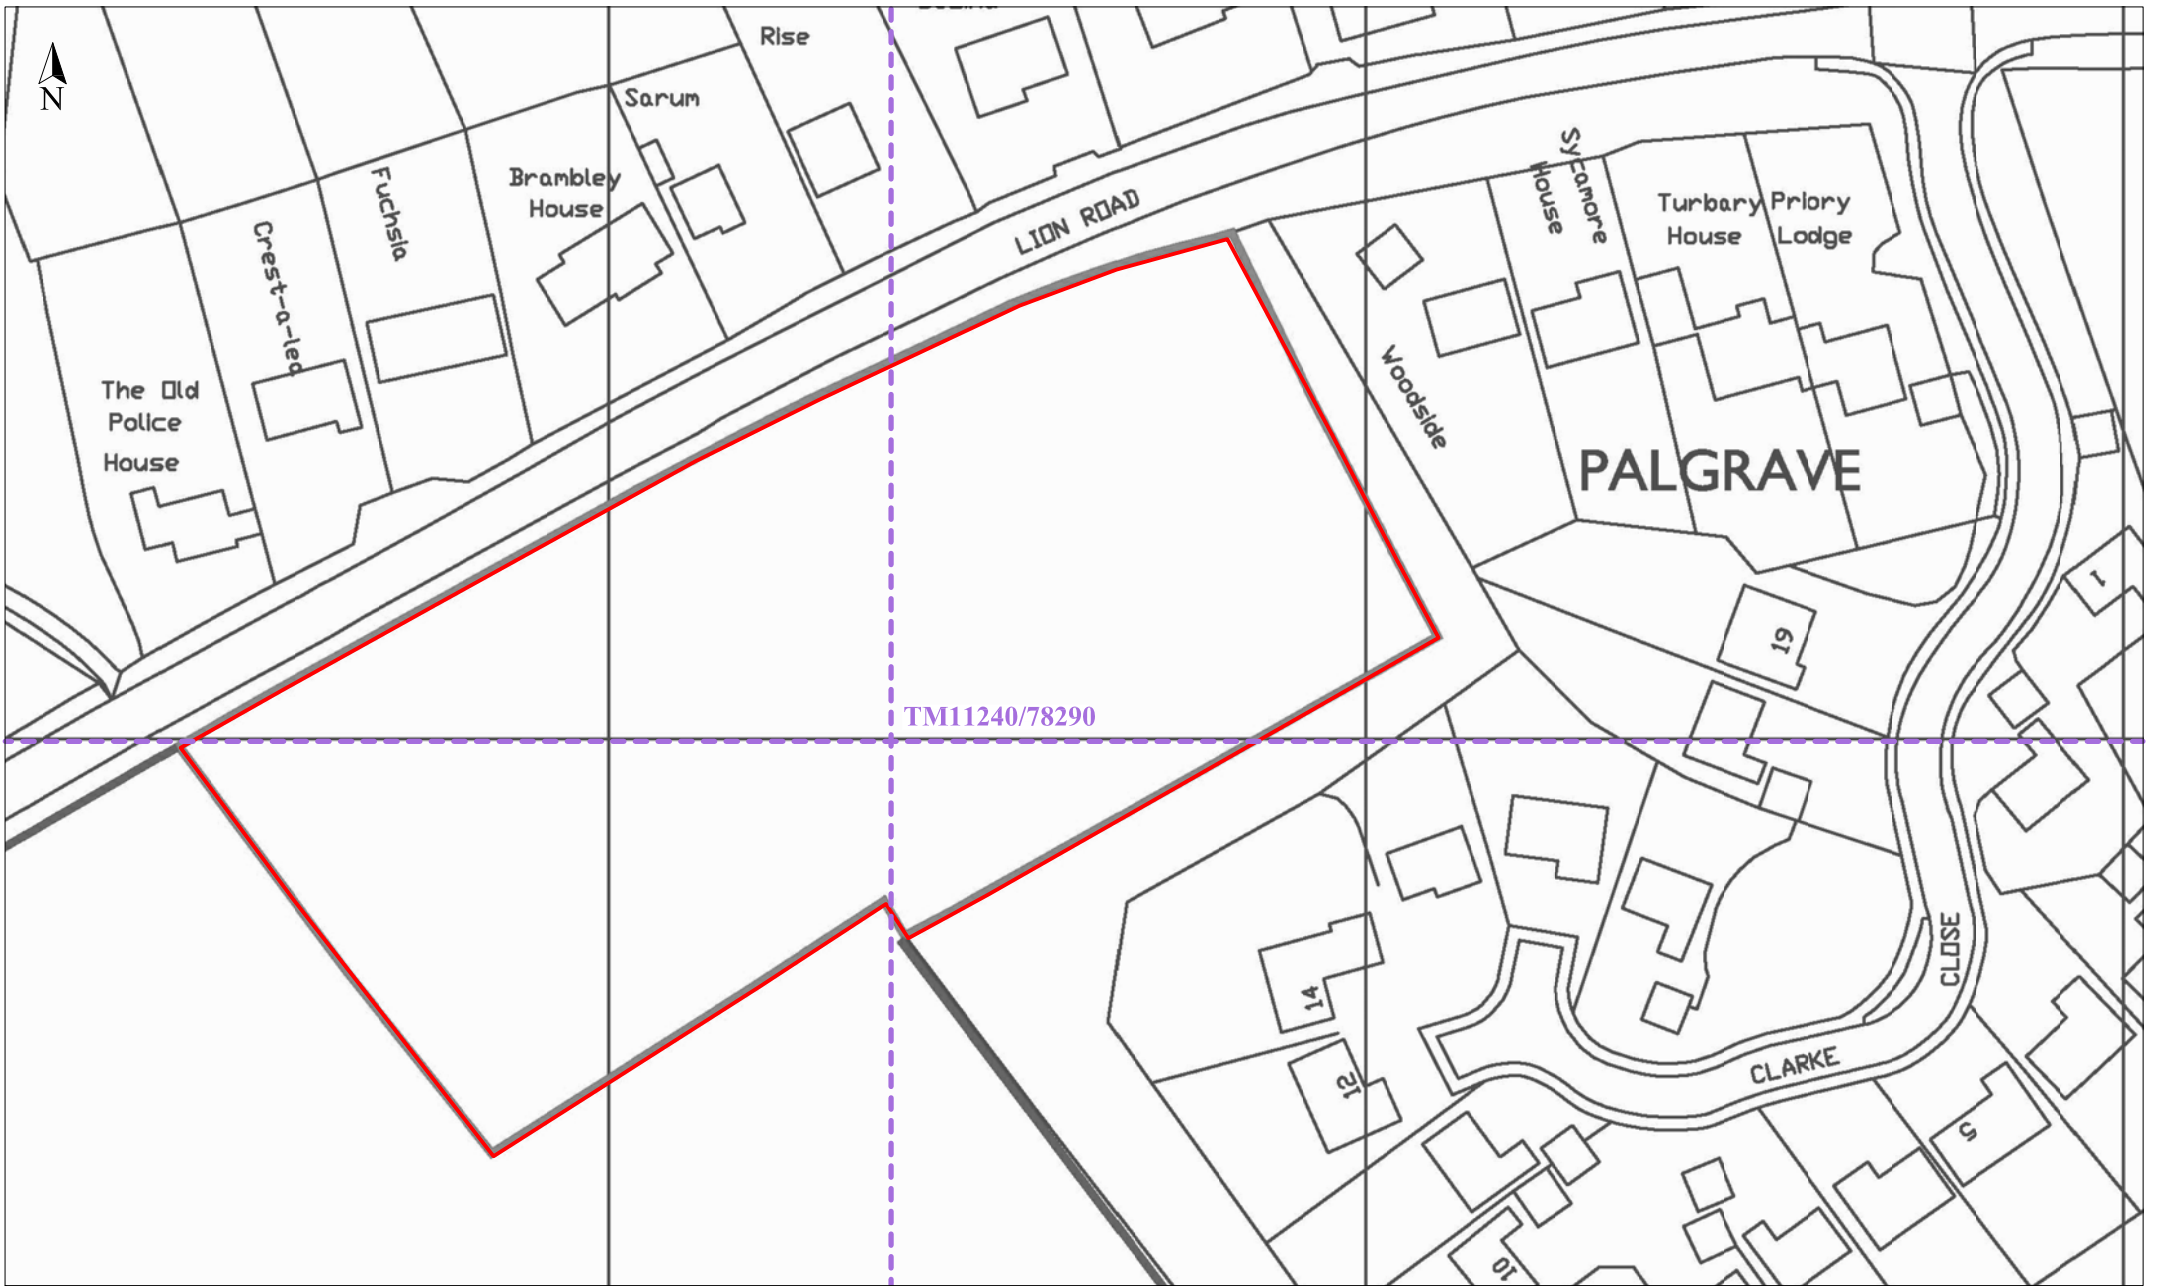 Rise
N
Sarum
Brambley
House
Fuchsia
Crest-a-lea
The Old
Police
House
LION ROAD
Sycamore
House
Turbary
House
Priory
Lodge
Woodside
PALGRAVE
1
19
TM11240/78290
14
12
CLOSE
CLARKE
5
10